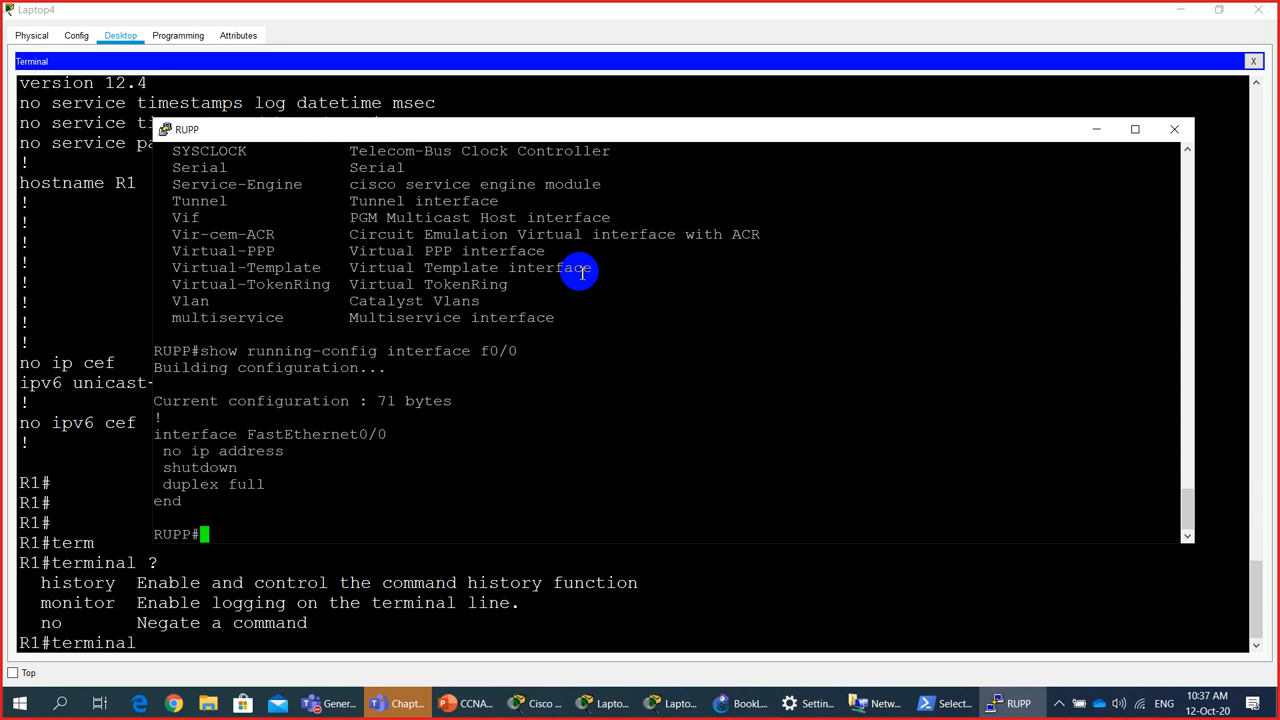 Laptop4
Physical Config Desktop Programming Attributes
Terminal X
version 12.4
no service timestamps log datetime msec
no service ti
no service pa
!
hostname R1
!
!
!
!
!
!
!
!
no ip cef
ipv6 unicast-
!
no ipv6 cef
!
R1#
R1#
R1#
R1#term
R1#terminal ?
history Enable and control the command history function
monitor Enable logging on the terminal line.
no Negate a command
R1#terminal
RUPP
SYSCLOCK Telecom-Bus Clock Controller
Serial Serial
Service-Engine cisco service engine module
Tunnel Tunnel interface
Vif PGM Multicast Host interface
Vir-cem-ACR Circuit Emulation Virtual interface with ACR
Virtual-PPP Virtual PPP interface
Virtual-Template Virtual Template interface
Virtual-TokenRing Virtual TokenRing
Vlan Catalyst Vlans
multiservice Multiservice interface
RUPP#show running-config interface f0/0
Building configuration...
Current configuration : 71 bytes
!
interface FastEthernet0/0
no ip address
shutdown
duplex full
end
RUPP#
Top
Gener... Chapt... CCNA... Cisco ... Lapto... Lapto... BookL... Settin... Netw... Select... RUPP ENG
10:37 AM
12-Oct-20